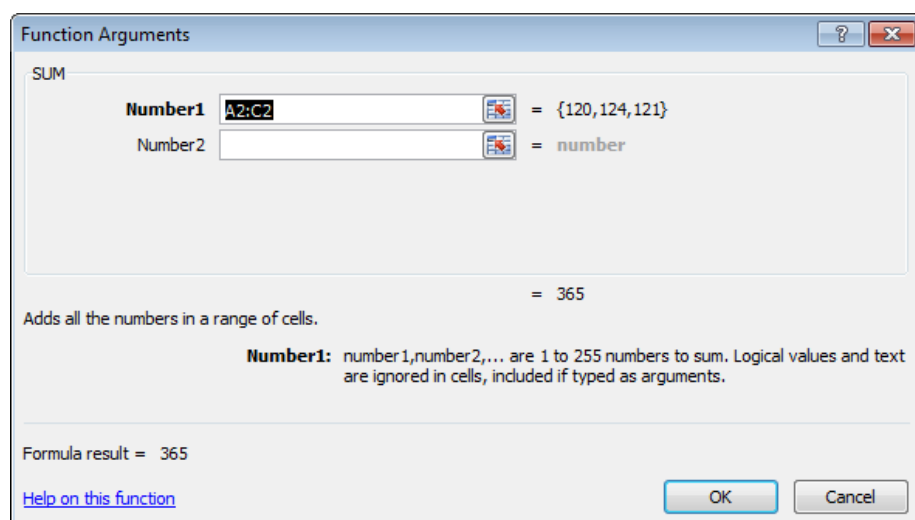 Function Arguments
SUM
Number1 A2:C2 = {120,124,121}
Number2 = number
= 365
Adds all the numbers in a range of cells.
Number1: number1,number2,... are 1 to 255 numbers to sum. Logical values and text
are ignored in cells, included if typed as arguments.
Formula result = 365
Help on this function OK Cancel